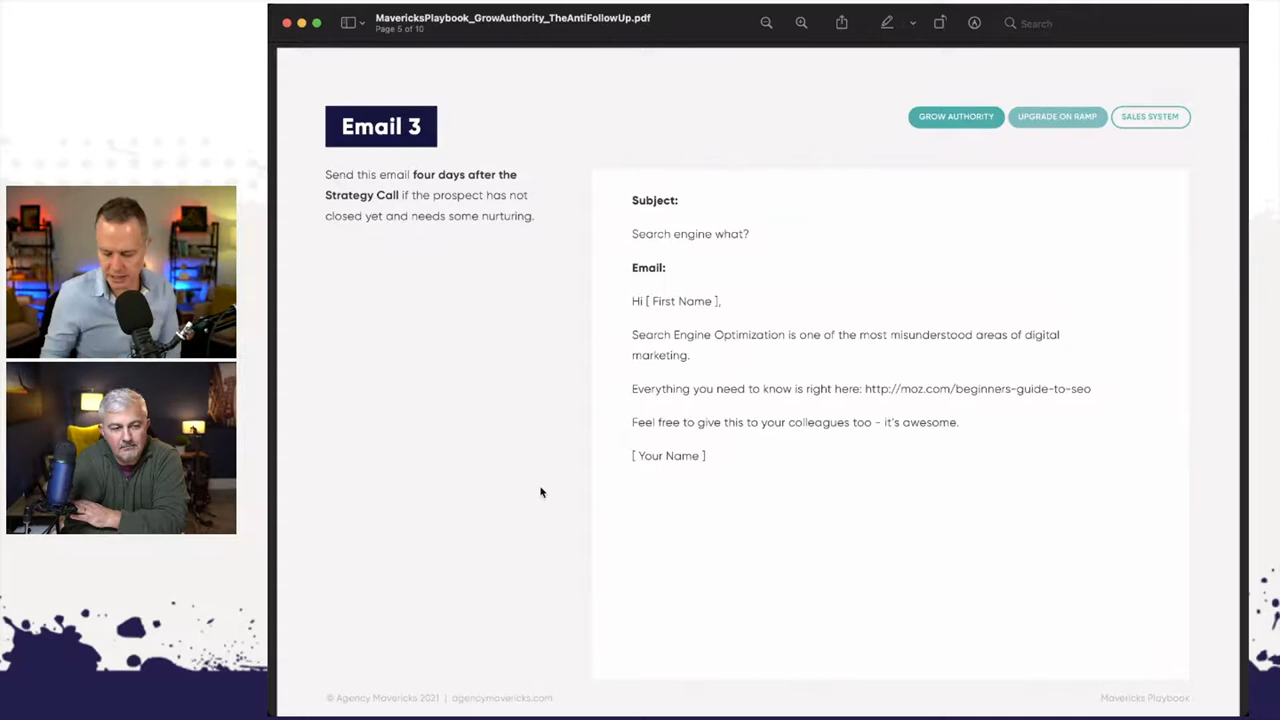 MavericksPlaybook_GrowAuthority_TheAntiFollowUp.pdf
Page 5 of 10
Search
Email 3
GROW AUTHORITY
UPGRADE ON RAMP
SALES SYSTEM
Send this email four days after the
Strategy Call if the prospect has not
closed yet and needs some nurturing.
Subject:
Search engine what?
Email:
Hi [ First Name ],
Search Engine Optimization is one of the most misunderstood areas of digital
marketing.
Everything you need to know is right here: http://moz.com/beginners-guide-to-seo
Feel free to give this to your colleagues too - it's awesome.
[ Your Name ]
© Agency Mavericks 2021 | agencymavericks.com
Mavericks Playbook